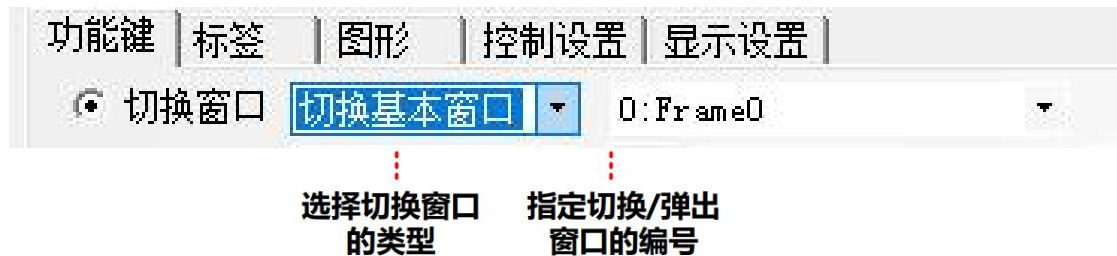 功能键 标签 图形 控制设置 显示设置
切换窗口 切换基本窗口 0:Frame0
选择切换窗口 指定切换/弹出
的类型 窗口的编号